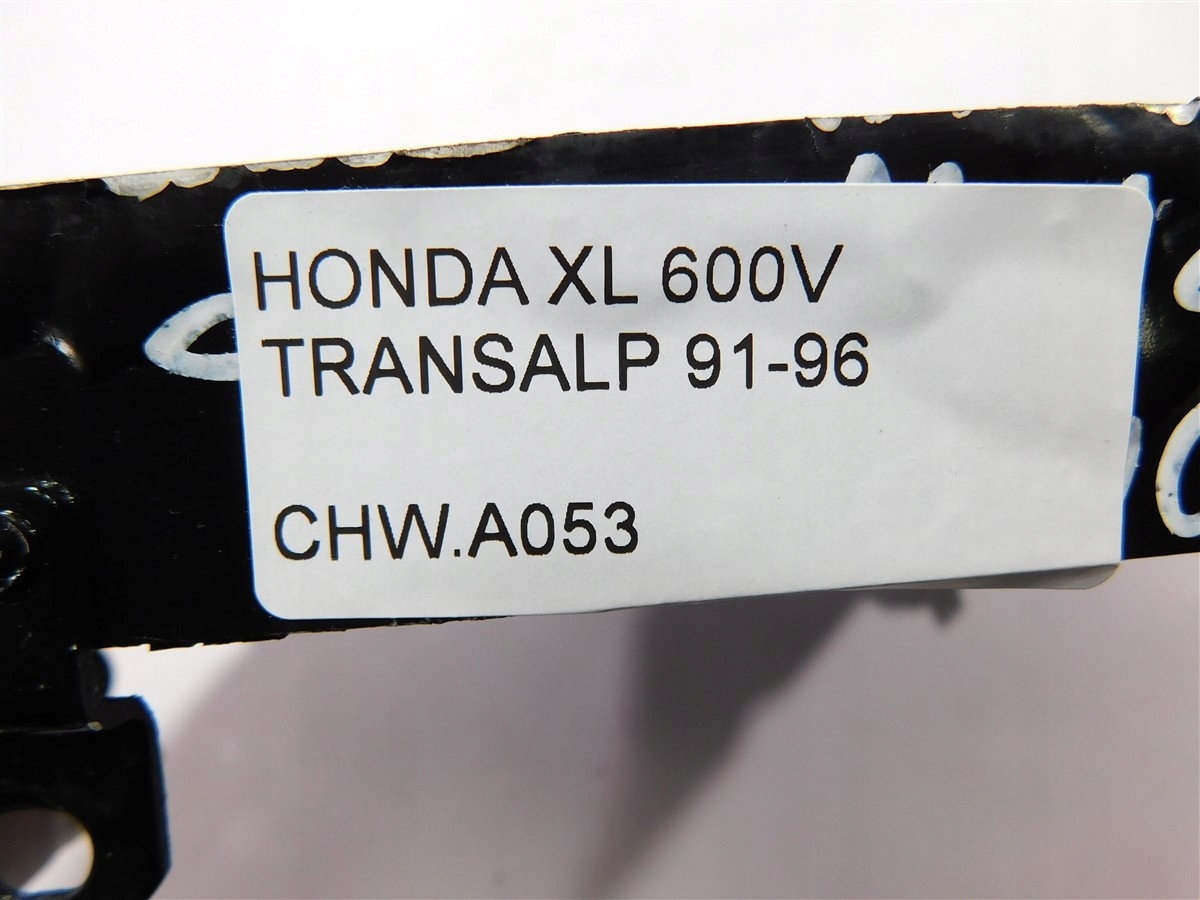 HONDA XL 600V
TRANSALP 91-96
CHW.A053